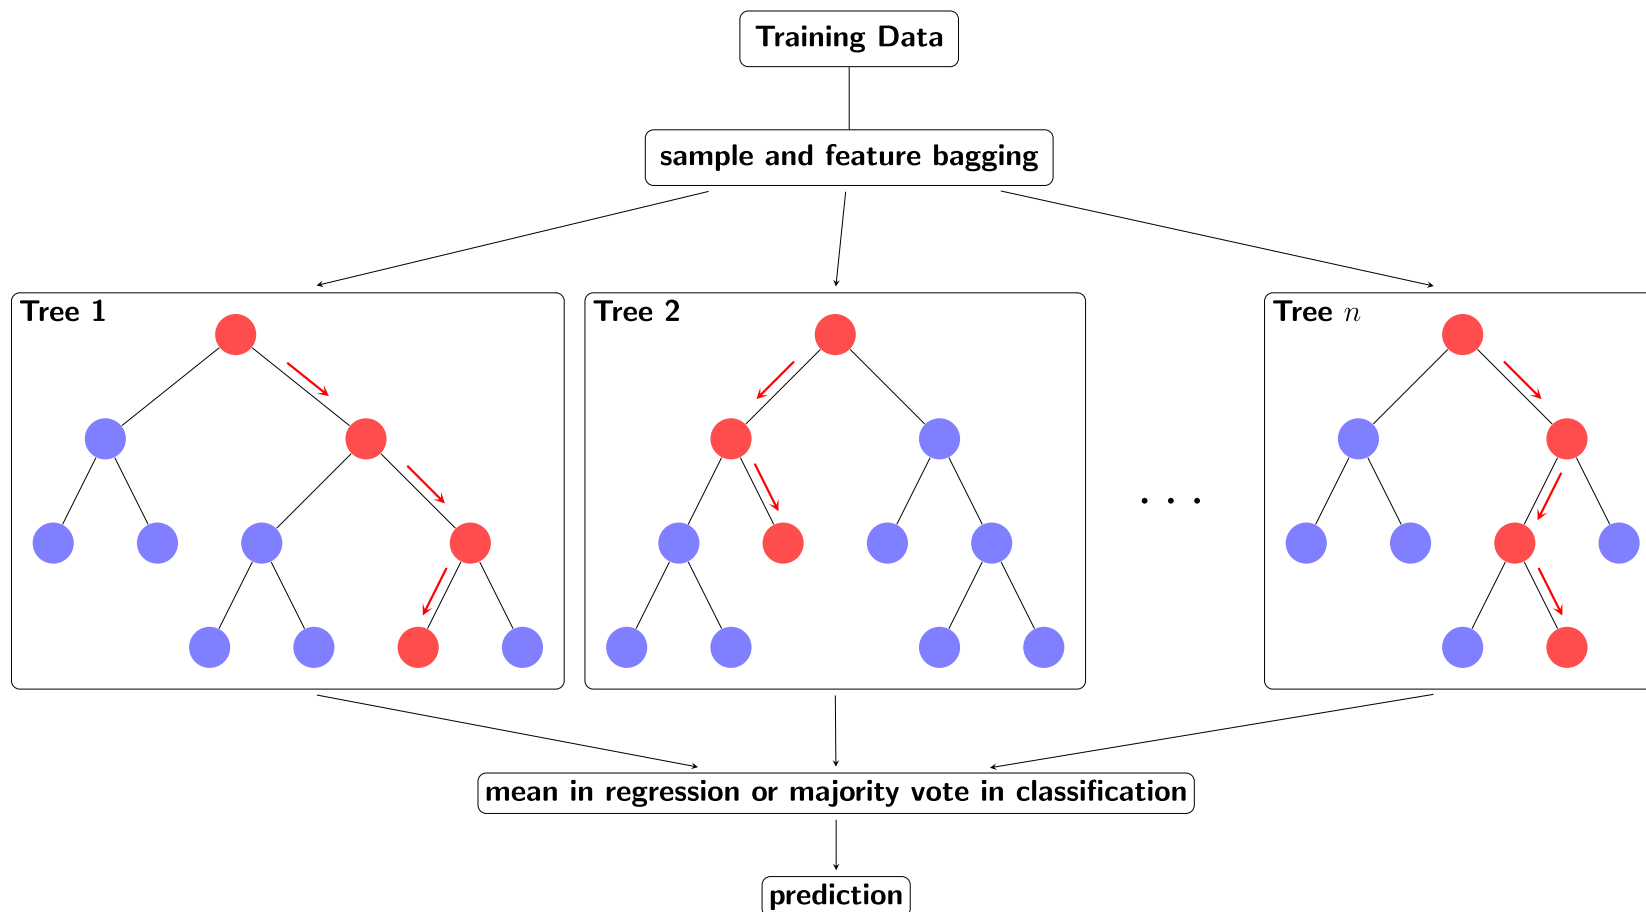 Training Data
sample and feature bagging
Tree 1
Tree 2
Tree n
. . .
mean in regression or majority vote in classification
prediction